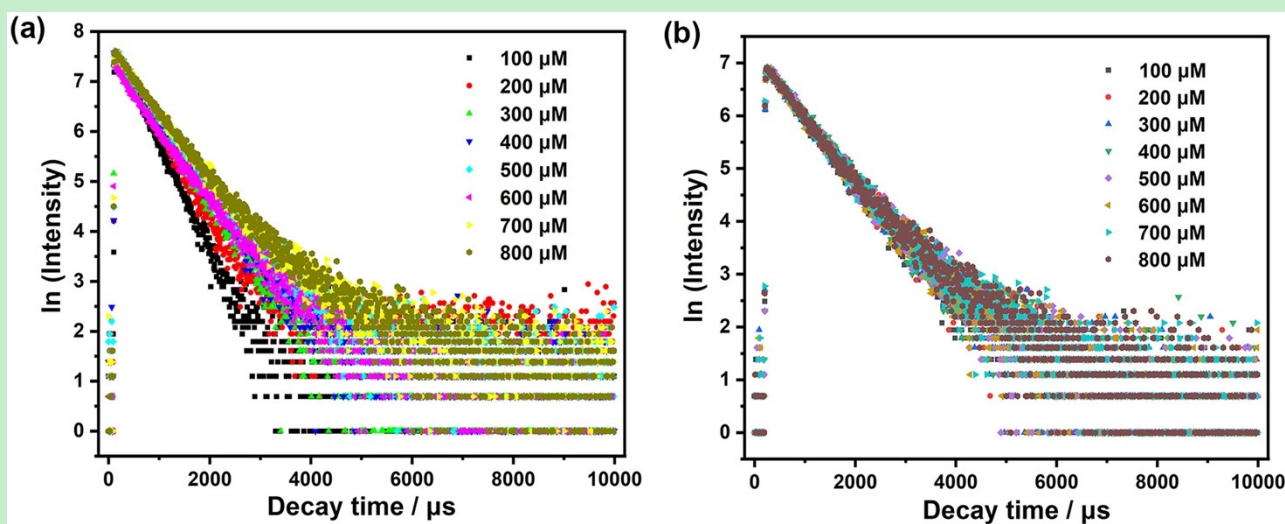 (a)
8
7
6
5
4
3
2
1
0
ln (Intensity)
100 µM
200 µM
300 µM
400 µM
500 µM
600 µM
700 µM
800 µM
0 2000 4000 6000 8000 10000
Decay time / µs
(b)
7
6
5
4
3
2
1
0
ln (Intensity)
100 µM
200 µM
300 µM
400 µM
500 µM
600 µM
700 µM
800 µM
0 2000 4000 6000 8000 10000
Decay time / µs